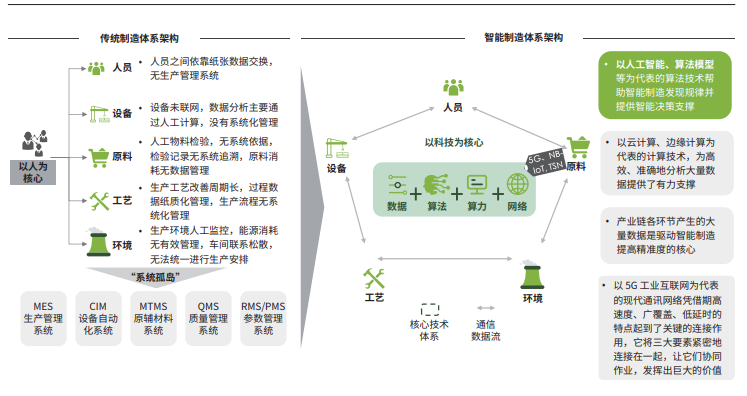 传统制造体系架构
以人为
核心
人员
• 人员之间依靠纸张数据交换，
无生产管理系统
设备
• 设备未联网，数据分析主要通
过人工计算，没有系统化管理
原料
• 人工物料检验，无系统依据，
检验记录无系统追溯，原料消
耗无数据管理
工艺
• 生产工艺改善周期长，过程数
据纸质化管理，生产流程无系
统化管理
环境
• 生产环境人工监控，能源消耗
无有效管理，车间联系松散，
无法统一进行生产安排
“系统孤岛”
MES
生产管理
系统
CIM
设备自动
化系统
MTMS
原辅材料
系统
QMS
质量管理
系统
RMS/PMS
参数管理
系统
智能制造体系架构
人员
以科技为核心
设备
5G、NB-
IoT,TSN
原料
数据
算法
算力
网络
工艺
环境
核心技术
体系
通信
数据流
• 以人工智能、算法模型
等为代表的算法技术帮
助智能制造发现规律并
提供智能决策支撑
• 以云计算、边缘计算为
代表的计算技术，为高
效、准确地分析大量数
据提供了有力支撑
• 产业链各环节产生的大
量数据是驱动智能制造
提高精准度的核心
• 以 5G 工业互联网为代表
的现代通讯网络凭借期高
速度、广覆盖、低延时的
特点起到了关键的连接作
用，它将三大要素紧密地
连接在一起，让它们协同
作业，发挥出巨大的价值